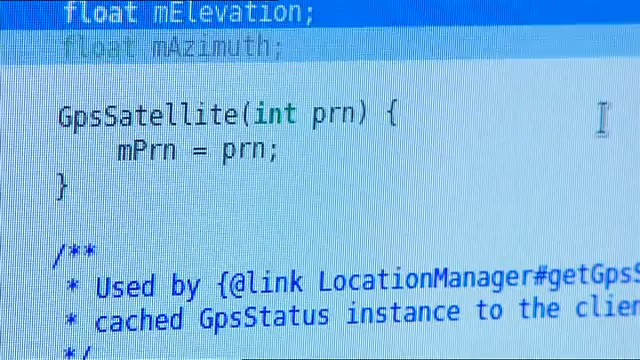 float mElevation;
float mAzimuth;
GpsSatellite(int prn) {
mPrn = prn;
}
/**
* Used by {@link LocationManager#getGpsS
* cached GpsStatus instance to the clien
*/